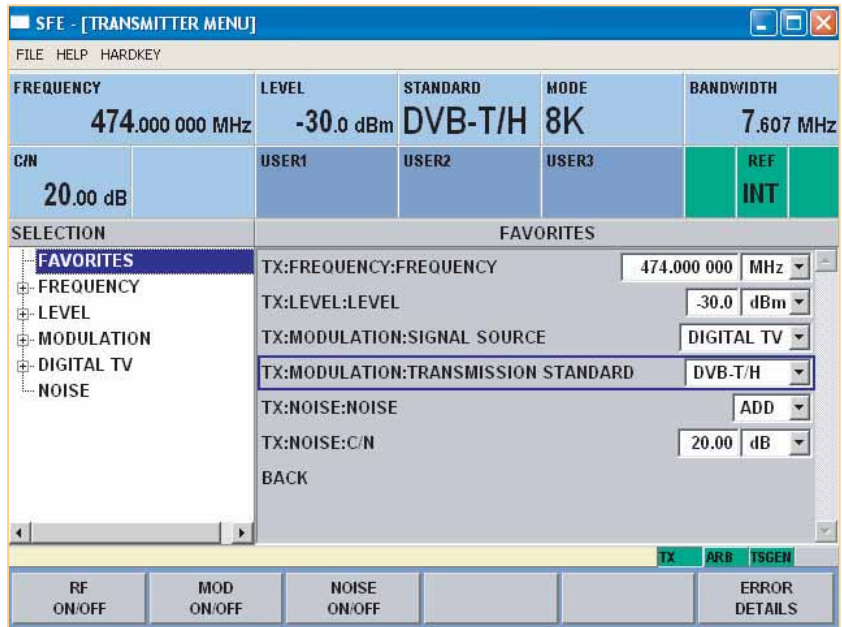 SFE - [TRANSMITTER MENU]
FILE HELP HARDKEY
FREQUENCY LEVEL STANDARD MODE BANDWIDTH
474.000 000 MHz -30.0 dBm DVB-T/H 8K 7.607 MHz
C/N USER1 USER2 USER3 REF
20.00 dB INT
SELECTION FAVORITES
FAVORITES
FREQUENCY
LEVEL
MODULATION
DIGITAL TV
NOISE
TX:FREQUENCY:FREQUENCY 474.000 000 MHz
TX:LEVEL:LEVEL -30.0 dBm
TX:MODULATION:SIGNAL SOURCE DIGITAL TV
TX:MODULATION:TRANSMISSION STANDARD DVB-T/H
TX:NOISE:NOISE ADD
TX:NOISE:C/N 20.00 dB
BACK
TX ARB TSGEN
RF MOD NOISE ERROR
ON/OFF ON/OFF ON/OFF DETAILS